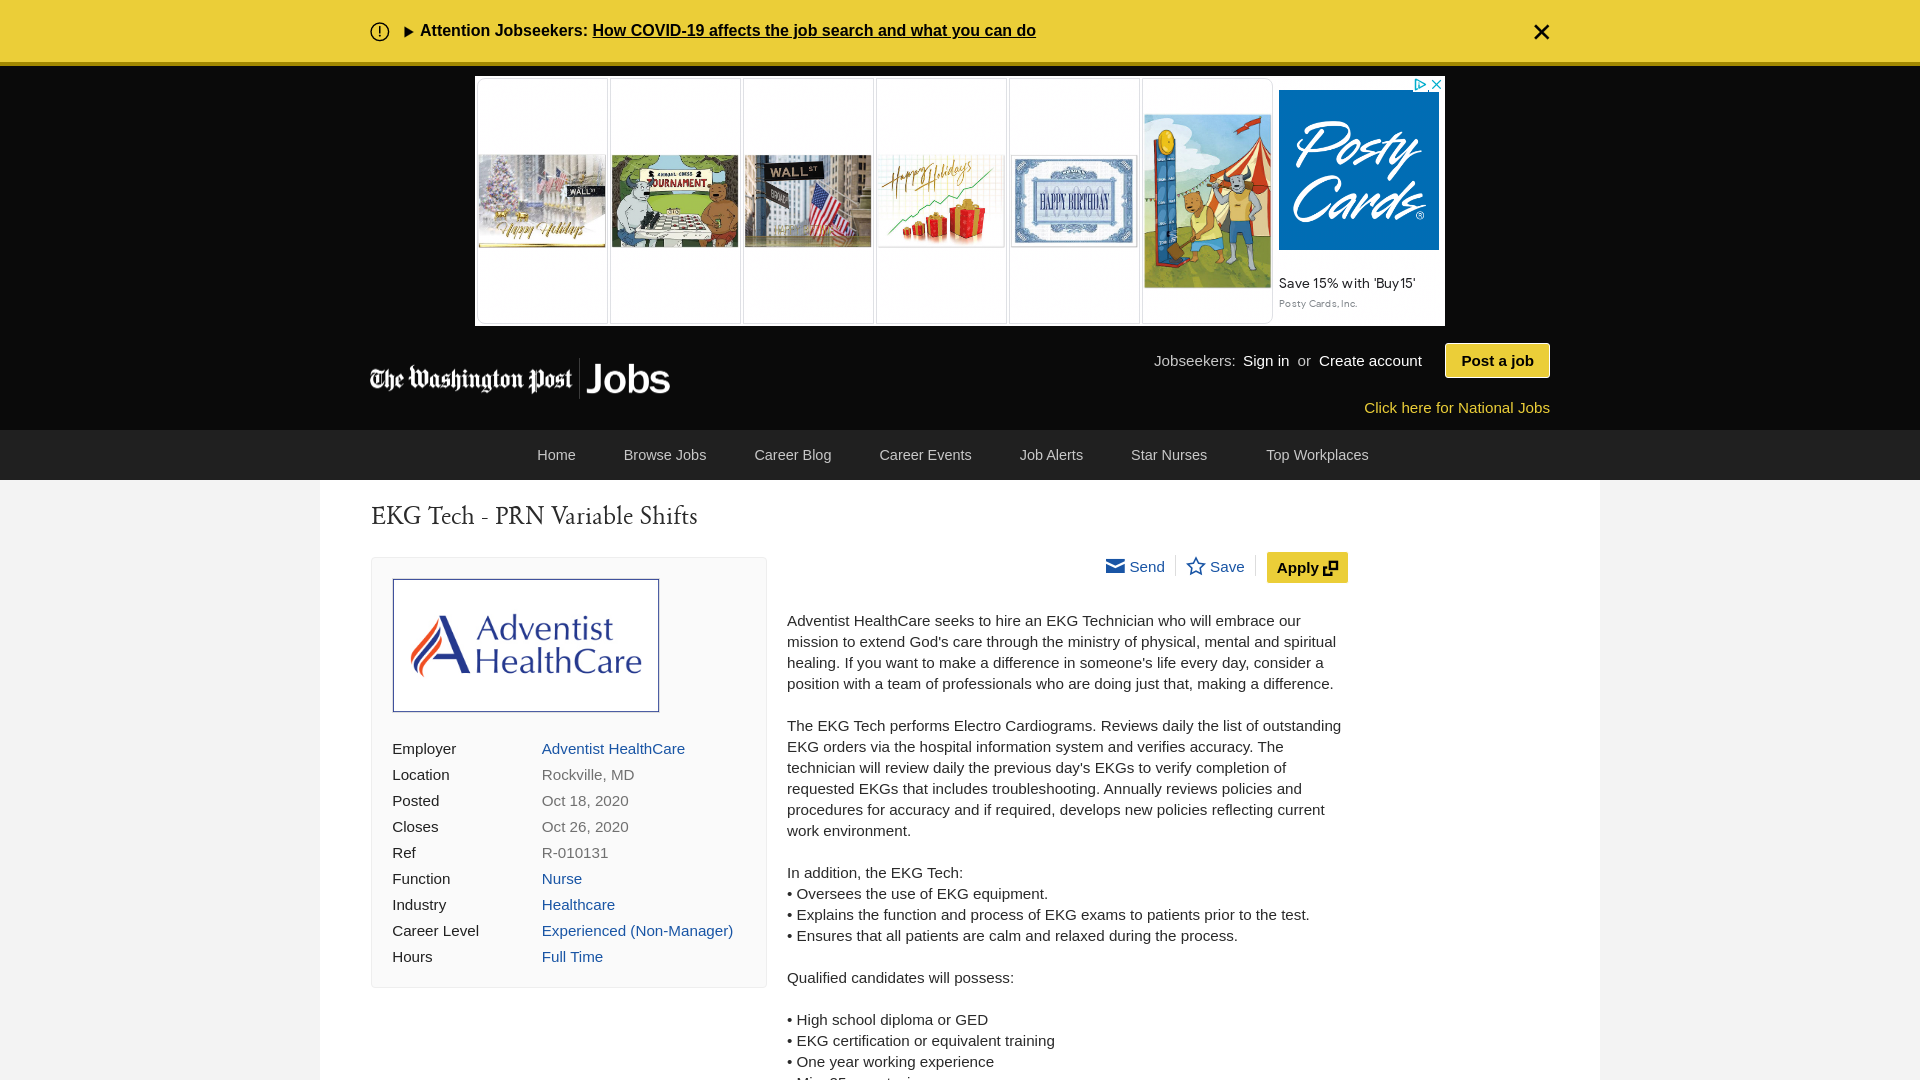 Attention Jobseekers: How COVID-19 affects the job search and what you can do
WALL ST
Happy Holidays
ANNUAL CHESS
TOURNAMENT
WALL ST
Happy Holidays
HAPPY BIRTHDAY
Posty
Cards®
Save 15% with 'Buy15'
Posty Cards, Inc.
The Washington Post Jobs
Jobseekers: Sign in or Create account
Post a job
Click here for National Jobs
Home Browse Jobs Career Blog Career Events Job Alerts Star Nurses Top Workplaces
EKG Tech - PRN Variable Shifts
Adventist
HealthCare
Employer Adventist HealthCare
Location Rockville, MD
Posted Oct 18, 2020
Closes Oct 26, 2020
Ref R-010131
Function Nurse
Industry Healthcare
Career Level Experienced (Non-Manager)
Hours Full Time
Send Save Apply
Adventist HealthCare seeks to hire an EKG Technician who will embrace our
mission to extend God's care through the ministry of physical, mental and spiritual
healing. If you want to make a difference in someone's life every day, consider a
position with a team of professionals who are doing just that, making a difference.
The EKG Tech performs Electro Cardiograms. Reviews daily the list of outstanding
EKG orders via the hospital information system and verifies accuracy. The
technician will review daily the previous day's EKGs to verify completion of
requested EKGs that includes troubleshooting. Annually reviews policies and
procedures for accuracy and if required, develops new policies reflecting current
work environment.
In addition, the EKG Tech:
• Oversees the use of EKG equipment.
• Explains the function and process of EKG exams to patients prior to the test.
• Ensures that all patients are calm and relaxed during the process.
Qualified candidates will possess:
• High school diploma or GED
• EKG certification or equivalent training
• One year working experience